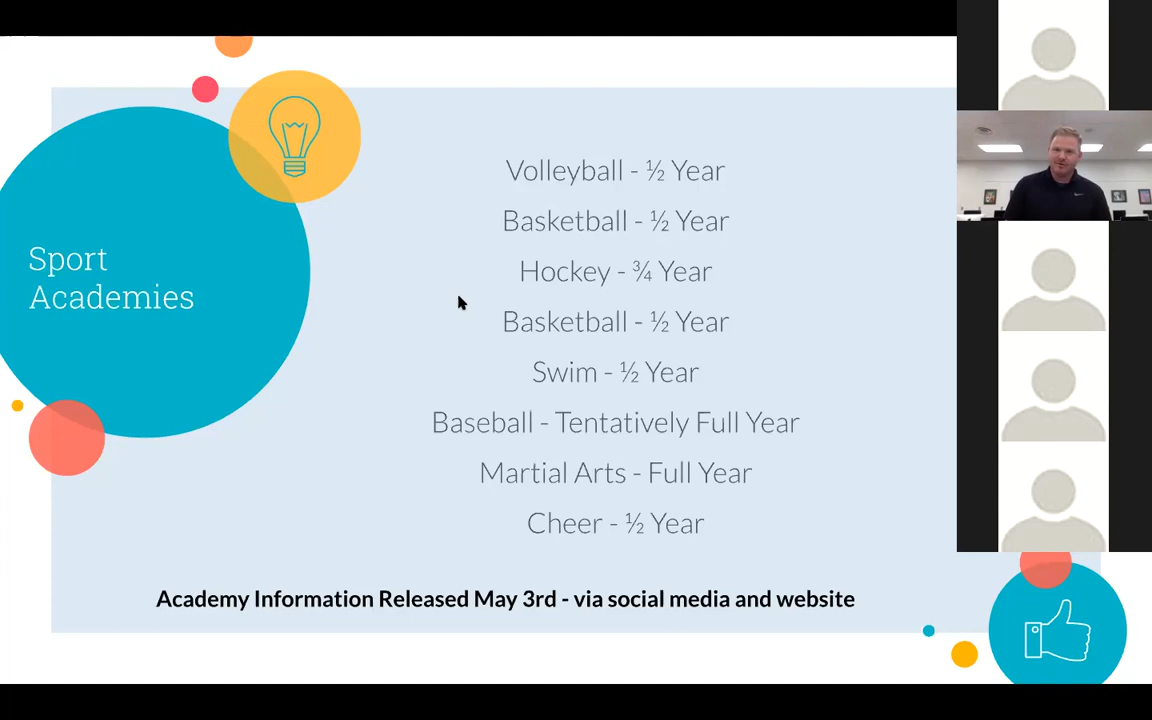 Sport
Academies
Volleyball - ½ Year
Basketball - ½ Year
Hockey - ¾ Year
Basketball - ½ Year
Swim - ½ Year
Baseball - Tentatively Full Year
Martial Arts - Full Year
Cheer - ½ Year
Academy Information Released May 3rd - via social media and website